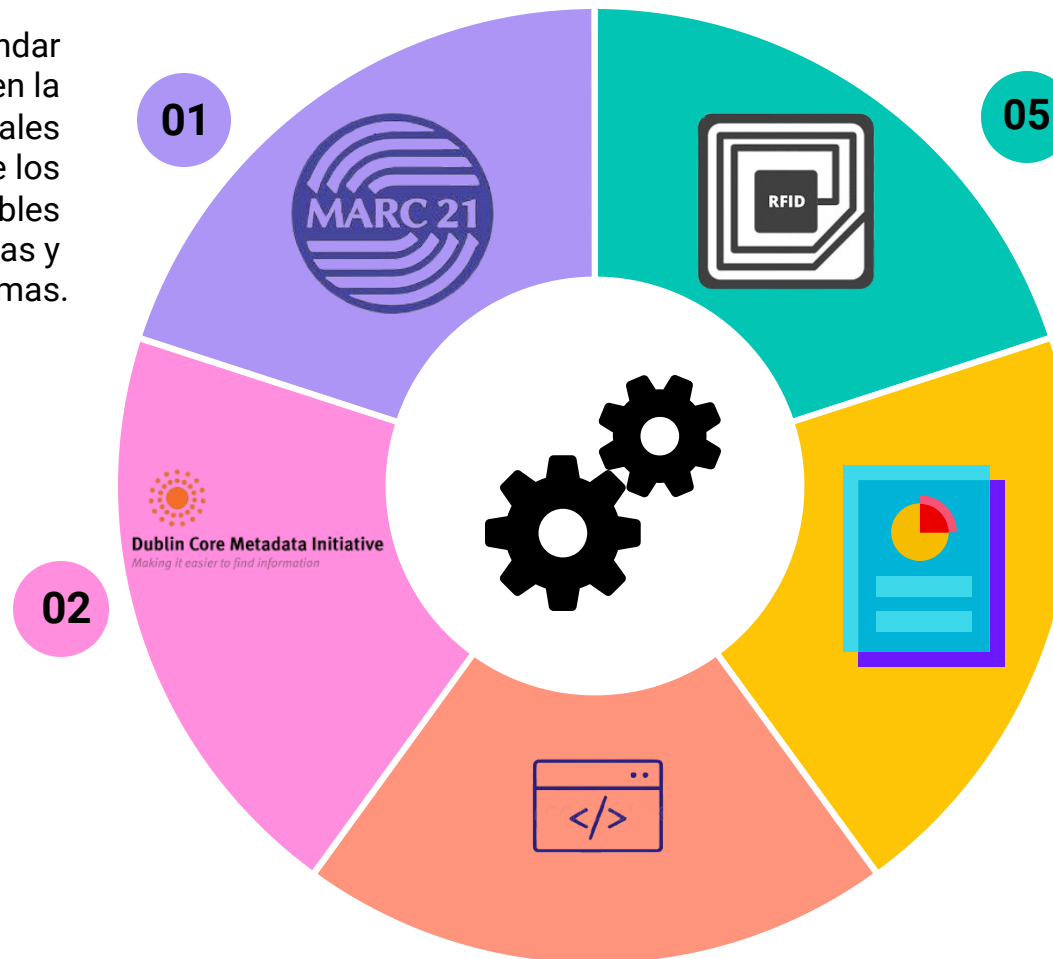 ndar
en la
ales
e los
bles
as y
mas.
01
MARC 21
RFID
05
Dublin Core Metadata Initiative
Making it easier to find information
02
</>